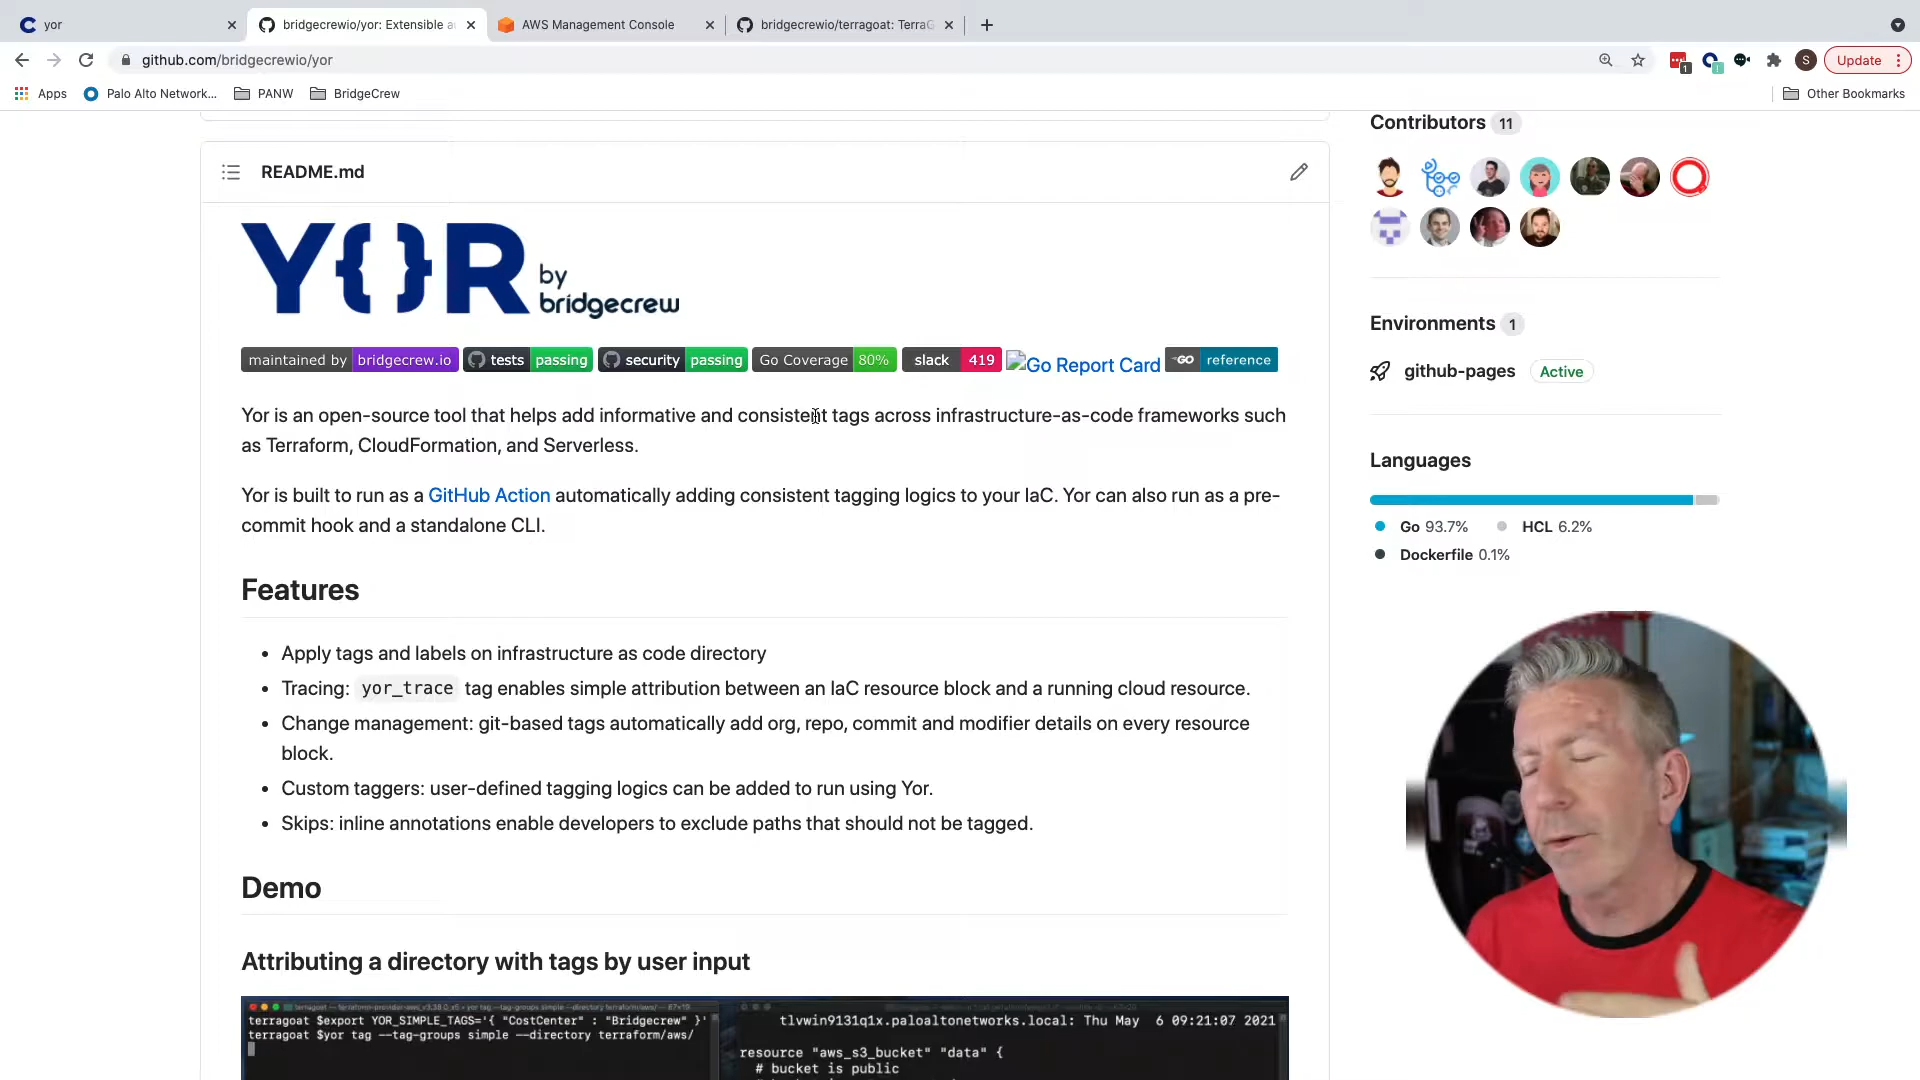 yor
bridgecrewio/yor: Extensible a
AWS Management Console
bridgecrewio/terragoat: TerraG
github.com/bridgecrewio/yor
1
1
S
Update
Apps
Palo Alto Network...
PANW
BridgeCrew
Other Bookmarks
README.md
Y{}R by
bridgecrew
maintained by bridgecrew.io
tests passing
security passing
Go Coverage 80%
slack 419
Go Report Card
GO reference
Yor is an open-source tool that helps add informative and consistent tags across infrastructure-as-code frameworks such
as Terraform, CloudFormation, and Serverless.
Yor is built to run as a GitHub Action automatically adding consistent tagging logics to your IaC. Yor can also run as a pre-
commit hook and a standalone CLI.
Features
• Apply tags and labels on infrastructure as code directory
• Tracing: yor_trace tag enables simple attribution between an IaC resource block and a running cloud resource.
• Change management: git-based tags automatically add org, repo, commit and modifier details on every resource
block.
• Custom taggers: user-defined tagging logics can be added to run using Yor.
• Skips: inline annotations enable developers to exclude paths that should not be tagged.
Demo
Attributing a directory with tags by user input
terragoat $export YOR_SIMPLE_TAGS='{ "CostCenter" : "Bridgecrew" }'
terragoat $yor tag --tag-groups simple --directory terraform/aws/
tlvwin9131q1x.paloaltonetworks.local: Thu May 6 09:21:07 2021
resource "aws_s3_bucket" "data" {
# bucket is public
Contributors 11
Environments 1
github-pages Active
Languages
Go 93.7%
HCL 6.2%
Dockerfile 0.1%